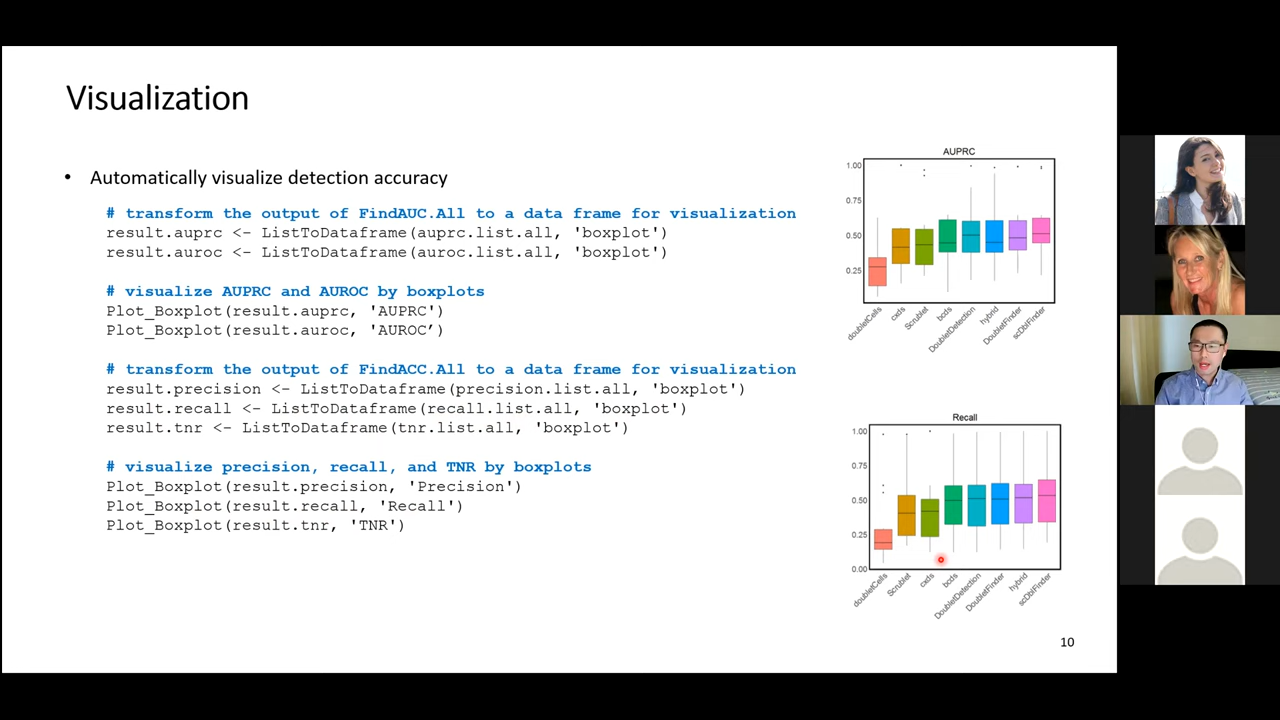 Visualization
• Automatically visualize detection accuracy
# transform the output of FindAUC.All to a data frame for visualization
result.auprc <- ListToDataframe(auprc.list.all, 'boxplot')
result.auroc <- ListToDataframe(auroc.list.all, 'boxplot')
# visualize AUPRC and AUROC by boxplots
Plot_Boxplot(result.auprc, 'AUPRC')
Plot_Boxplot(result.auroc, 'AUROC’)
# transform the output of FindACC.All to a data frame for visualization
result.precision <- ListToDataframe(precision.list.all, 'boxplot')
result.recall <- ListToDataframe(recall.list.all, 'boxplot')
result.tnr <- ListToDataframe(tnr.list.all, 'boxplot')
# visualize precision, recall, and TNR by boxplots
Plot_Boxplot(result.precision, 'Precision')
Plot_Boxplot(result.recall, 'Recall')
Plot_Boxplot(result.tnr, 'TNR')
AUPRC
1.00
0.75
0.50
0.25
doubletCells
cxds
Scrublet
bcds
DoubletDetection
hybrid
DoubletFinder
scDblFinder
Recall
1.00
0.75
0.50
0.25
0.00
doubletCells
Scrublet
cxds
bcds
DoubletDetection
DoubletFinder
hybrid
scDblFinder
10